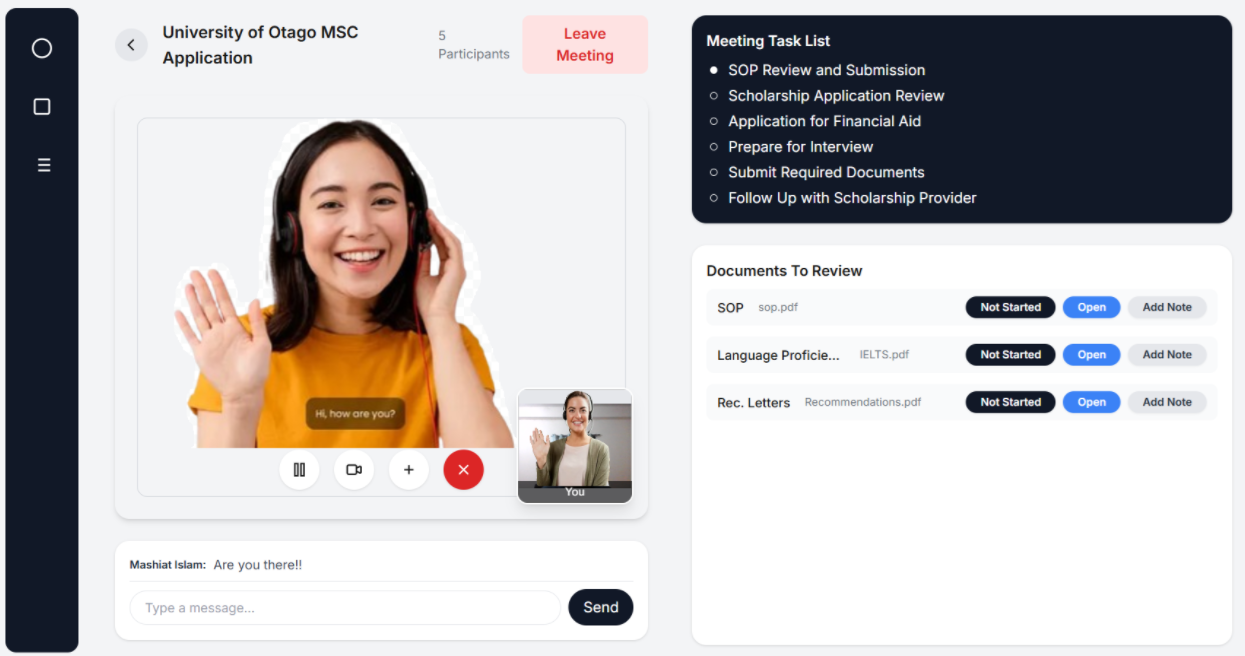 University of Otago MSC
Application
5
Participants
Leave
Meeting
Hi, how are you?
You
Mashiat Islam: Are you there!!
Type a message...
Send
Meeting Task List
SOP Review and Submission
Scholarship Application Review
Application for Financial Aid
Prepare for Interview
Submit Required Documents
Follow Up with Scholarship Provider
Documents To Review
SOP sop.pdf Not Started Open Add Note
Language Proficie... IELTS.pdf Not Started Open Add Note
Rec. Letters Recommendations.pdf Not Started Open Add Note